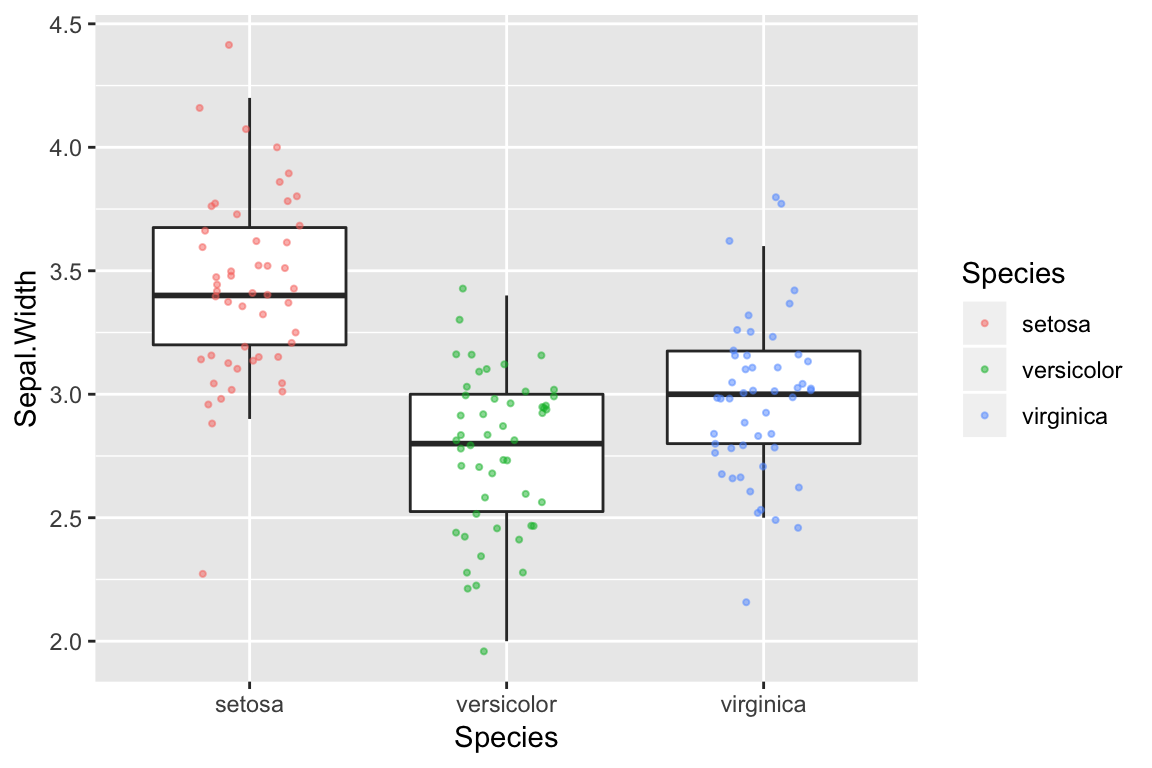 4.5
4.0
3.5
3.0
2.5
2.0
Sepal.Width
setosa
versicolor
virginica
Species
Species
setosa
versicolor
virginica